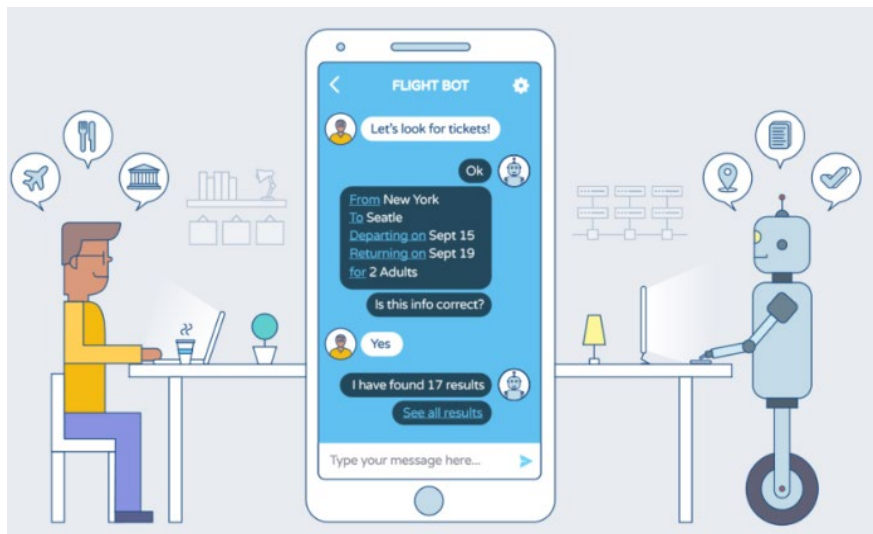 FLIGHT BOT
Let's look for tickets!
Ok
From New York
To Seatle
Departing on Sept 15
Returning on Sept 19
for 2 Adults
Is this info correct?
Yes
I have found 17 results
See all results
Type your message here...